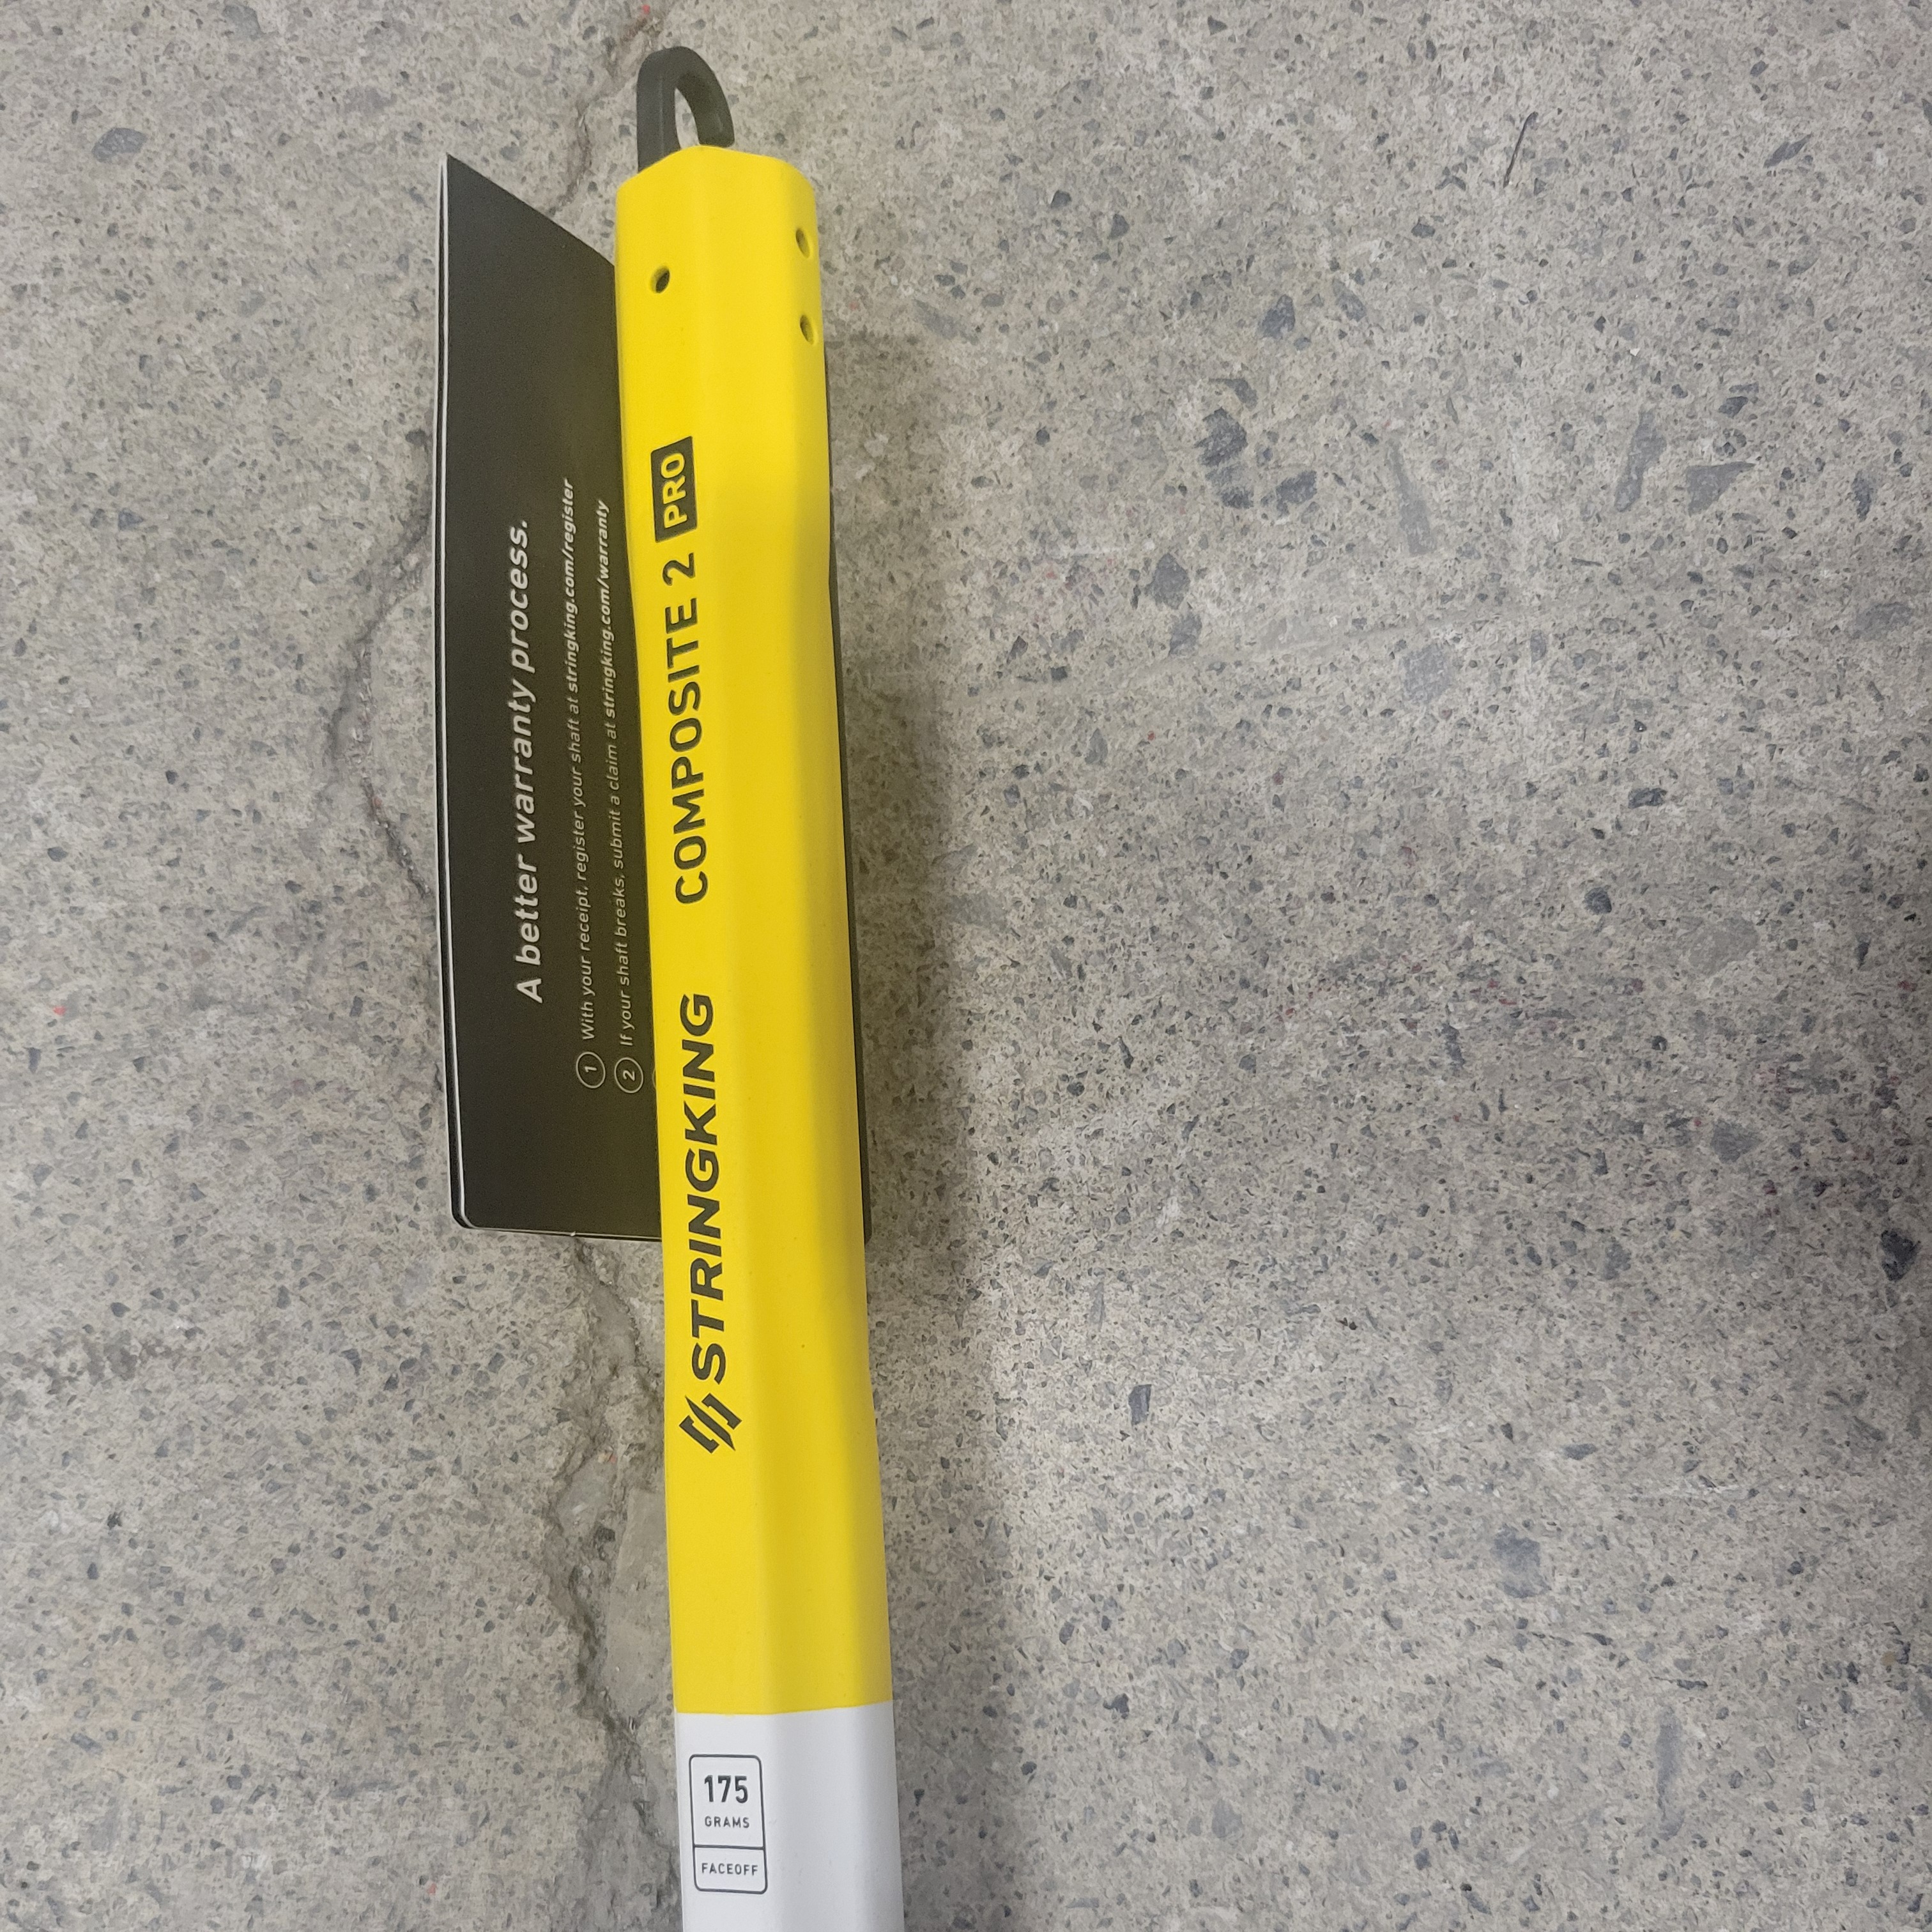 A better warranty process.
1 With your receipt, register your shaft at stringking.com/register
2 If your shaft breaks, submit a claim at stringking.com/warranty
STRINGKING COMPOSITE 2 PRO
175
GRAMS
FACEOFF